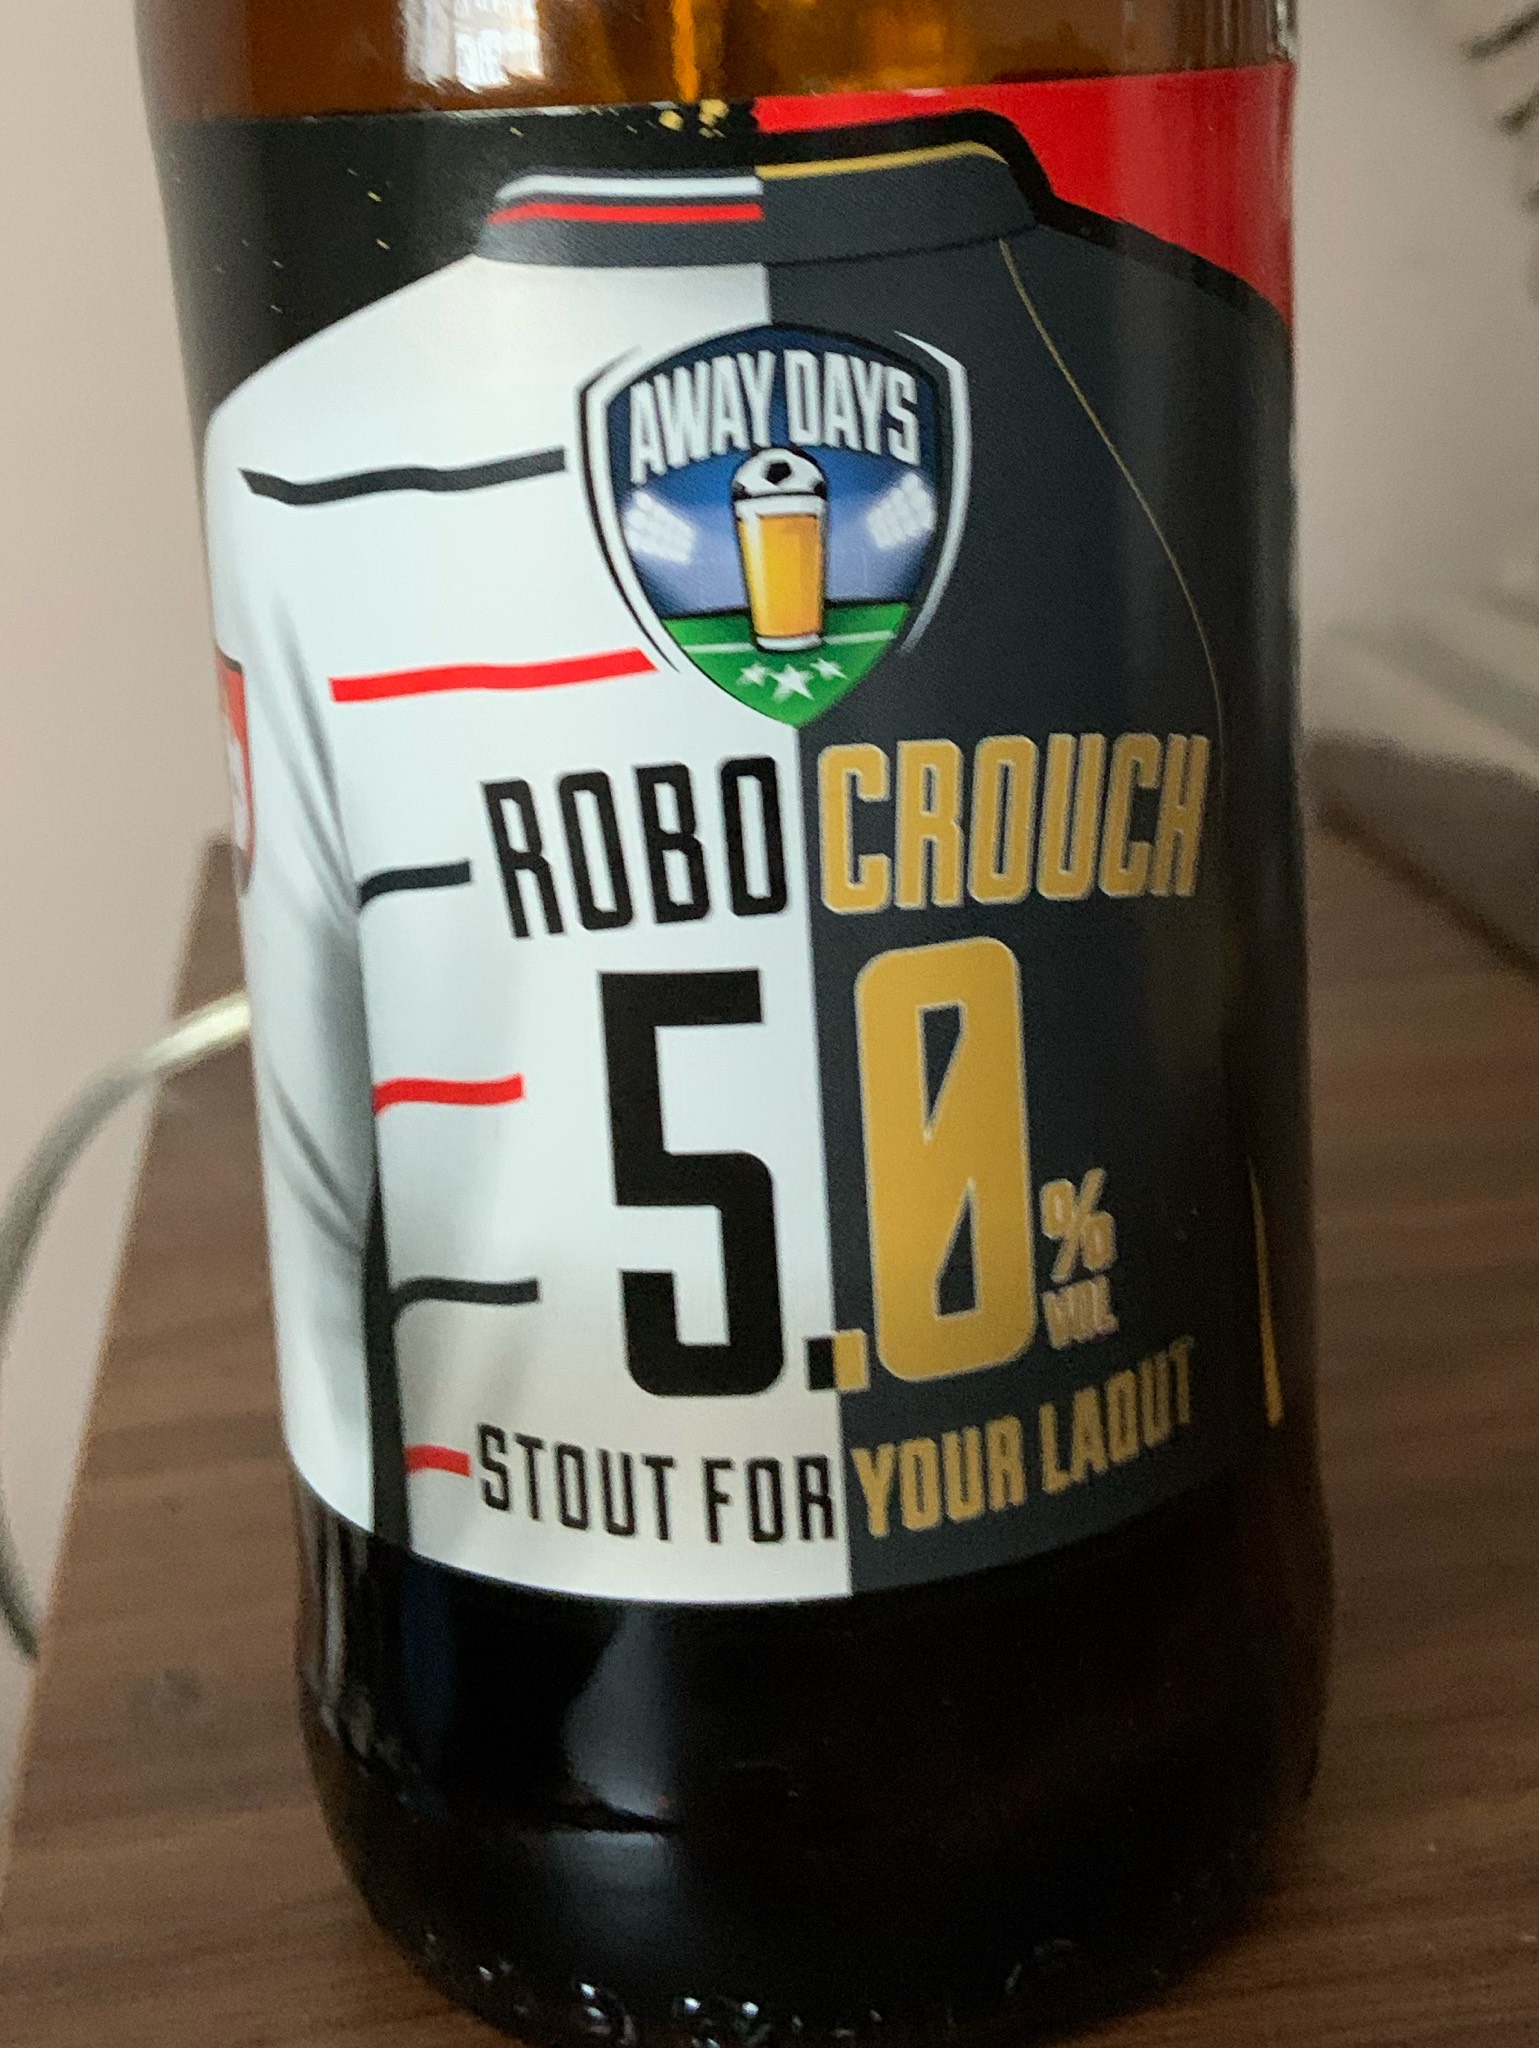 AWAY DAYS
ROBO CROUCH
5.0 % VOL
STOUT FOR YOUR LADUT